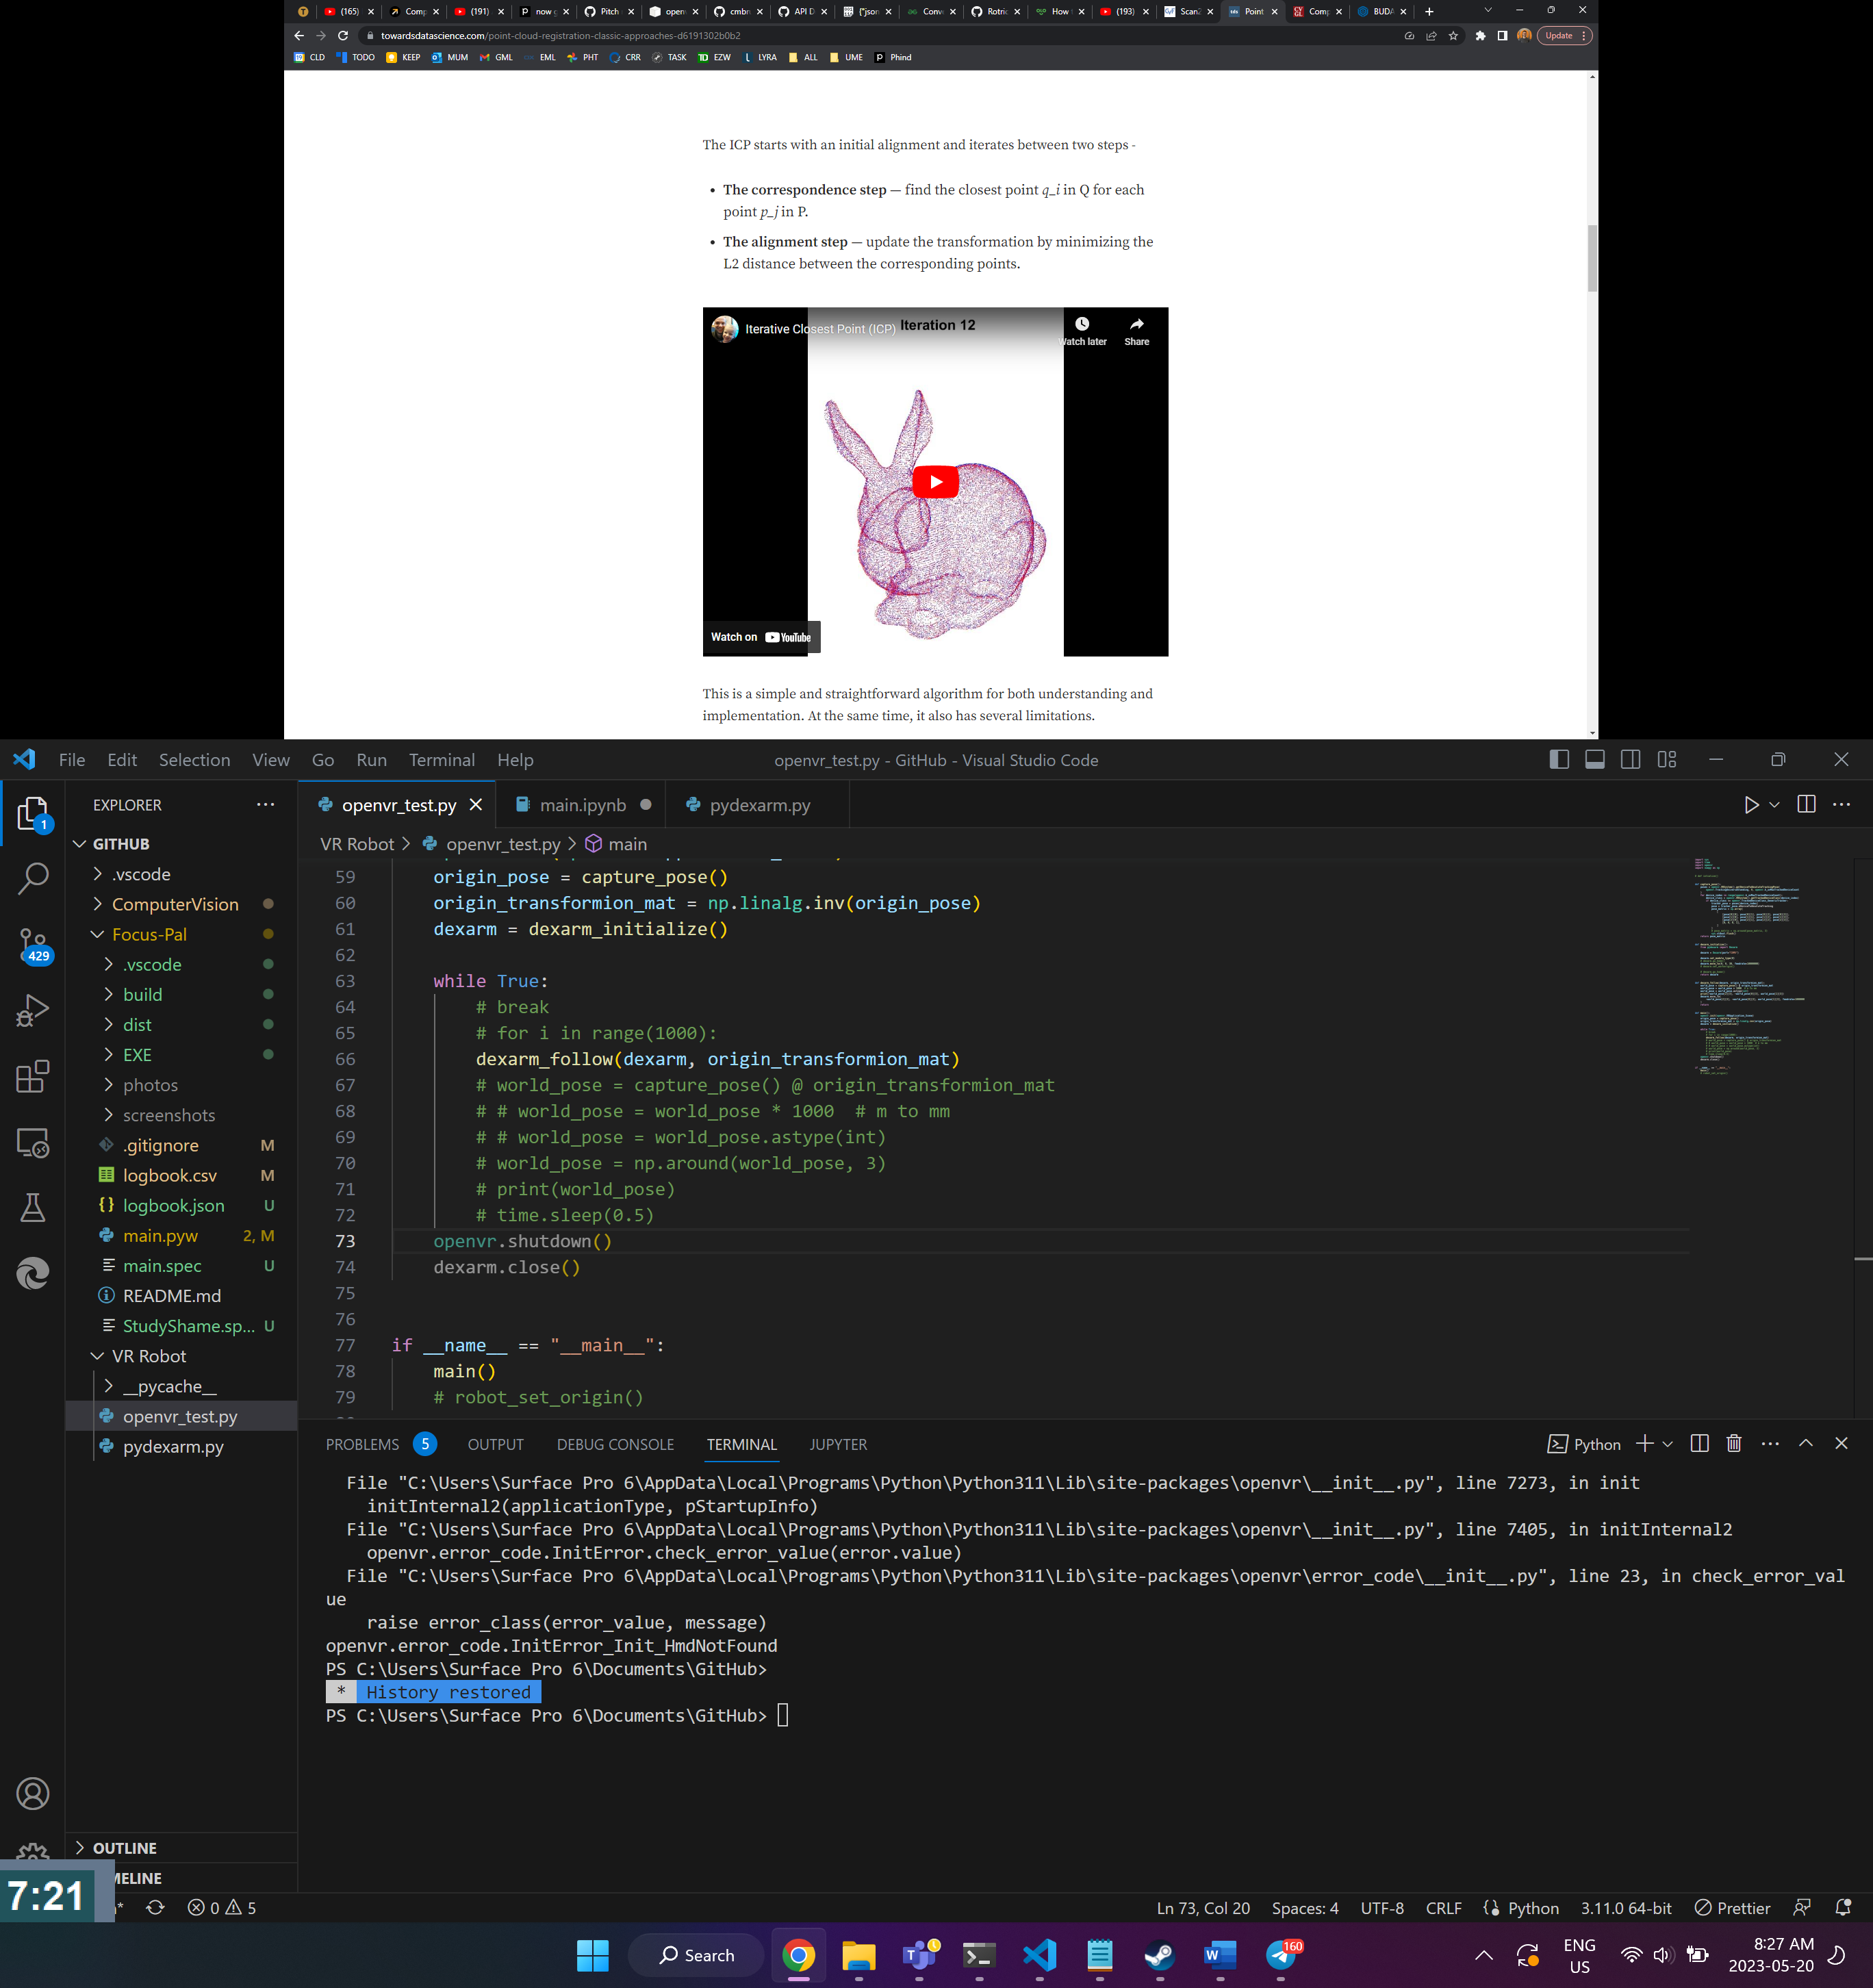 (165)
Comp
(191)
now g
Pitch
open
cmbr
API D
{"json
Conv
Rotric
How t
(193)
Scan2
Point
Comp
BUDA
towardsdatascience.com/point-cloud-registration-classic-approaches-d6191302b0b2
Update
CLD TODO KEEP MUM GML EML PHT CRR TASK EZW LYRA ALL UME Phind
The ICP starts with an initial alignment and iterates between two steps -
• The correspondence step — find the closest point q_i in Q for each
point p_j in P.
• The alignment step — update the transformation by minimizing the
L2 distance between the corresponding points.
Iterative Closest Point (ICP)
Iteration 12
Watch later
Share
Watch on YouTube
This is a simple and straightforward algorithm for both understanding and
implementation. At the same time, it also has several limitations.
File Edit Selection View Go Run Terminal Help
openvr_test.py - GitHub - Visual Studio Code
EXPLORER
1
429
GITHUB
.vscode
ComputerVision
Focus-Pal
.vscode
build
dist
EXE
photos
screenshots
.gitignore M
logbook.csv M
logbook.json U
main.pyw 2, M
main.spec U
README.md
StudyShame.sp... U
VR Robot
__pycache__
openvr_test.py
pydexarm.py
OUTLINE
MELINE
openvr_test.py
main.ipynb
pydexarm.py
VR Robot > openvr_test.py > main
59 origin_pose = capture_pose()
60 origin_transformion_mat = np.linalg.inv(origin_pose)
61 dexarm = dexarm_initialize()
62
63 while True:
64 # break
65 # for i in range(1000):
66 dexarm_follow(dexarm, origin_transformion_mat)
67 # world_pose = capture_pose() @ origin_transformion_mat
68 # # world_pose = world_pose * 1000  # m to mm
69 # # world_pose = world_pose.astype(int)
70 # world_pose = np.around(world_pose, 3)
71 # print(world_pose)
72 # time.sleep(0.5)
73 openvr.shutdown()
74 dexarm.close()
75
76
77 if __name__ == "__main__":
78 main()
79 # robot_set_origin()
PROBLEMS 5 OUTPUT DEBUG CONSOLE TERMINAL JUPYTER
Python
File "C:\Users\Surface Pro 6\AppData\Local\Programs\Python\Python311\Lib\site-packages\openvr\__init__.py", line 7273, in init
initInternal2(applicationType, pStartupInfo)
File "C:\Users\Surface Pro 6\AppData\Local\Programs\Python\Python311\Lib\site-packages\openvr\__init__.py", line 7405, in initInternal2
openvr.error_code.InitError.check_error_value(error.value)
File "C:\Users\Surface Pro 6\AppData\Local\Programs\Python\Python311\Lib\site-packages\openvr\error_code\__init__.py", line 23, in check_error_val
ue
raise error_class(error_value, message)
openvr.error_code.InitError_Init_HmdNotFound
PS C:\Users\Surface Pro 6\Documents\GitHub>
* History restored
PS C:\Users\Surface Pro 6\Documents\GitHub>
7:21
0 5
Ln 73, Col 20 Spaces: 4 UTF-8 CRLF Python 3.11.0 64-bit Prettier
Search
160
ENG
US
8:27 AM
2023-05-20